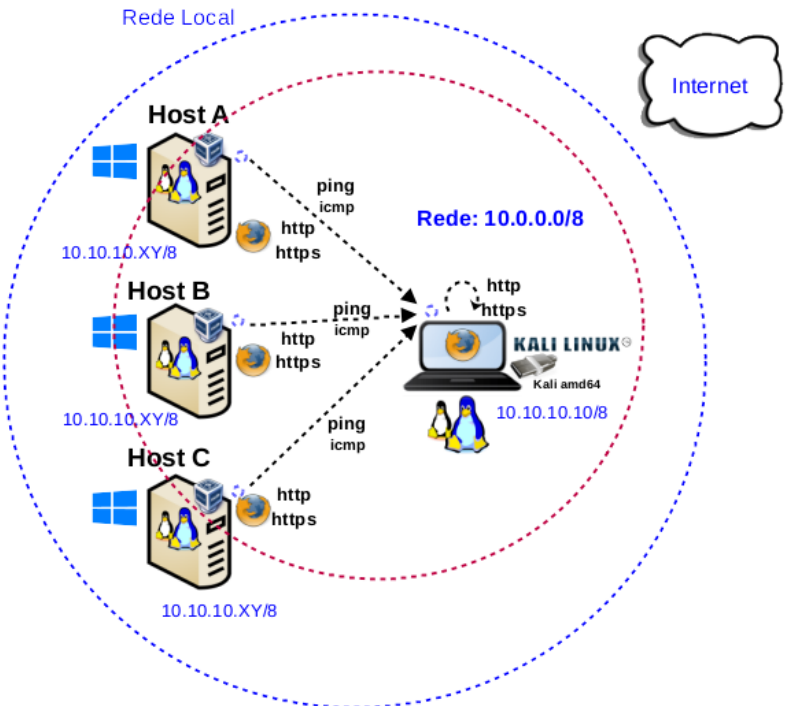 Rede Local
Internet
Host A
ping
icmp
Rede: 10.0.0.0/8
http
https
10.10.10.XY/8
Host B
ping
icmp
http
https
http
https
KALI LINUX
Kali amd64
10.10.10.10/8
10.10.10.XY/8
ping
icmp
Host C
http
https
10.10.10.XY/8